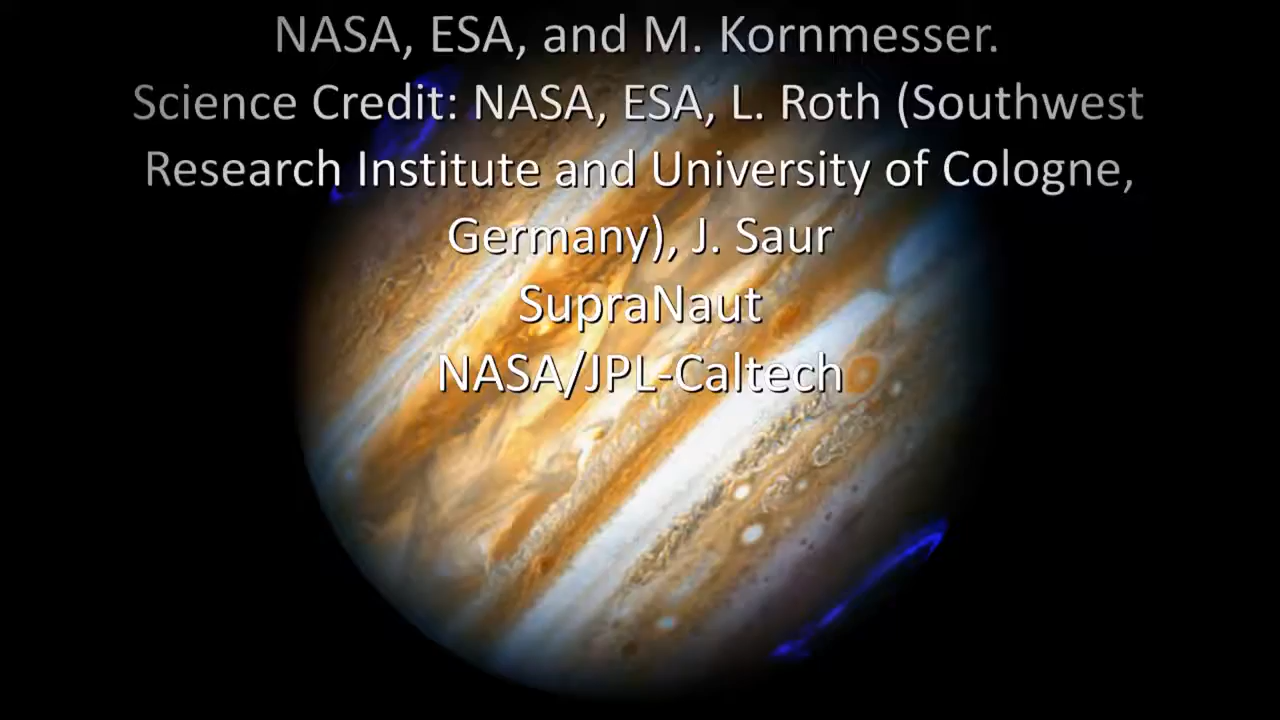 NASA, ESA, and M. Kornmesser.
Science Credit: NASA, ESA, L. Roth (Southwest
Research Institute and University of Cologne,
Germany), J. Saur
SupraNaut
NASA/JPL-Caltech